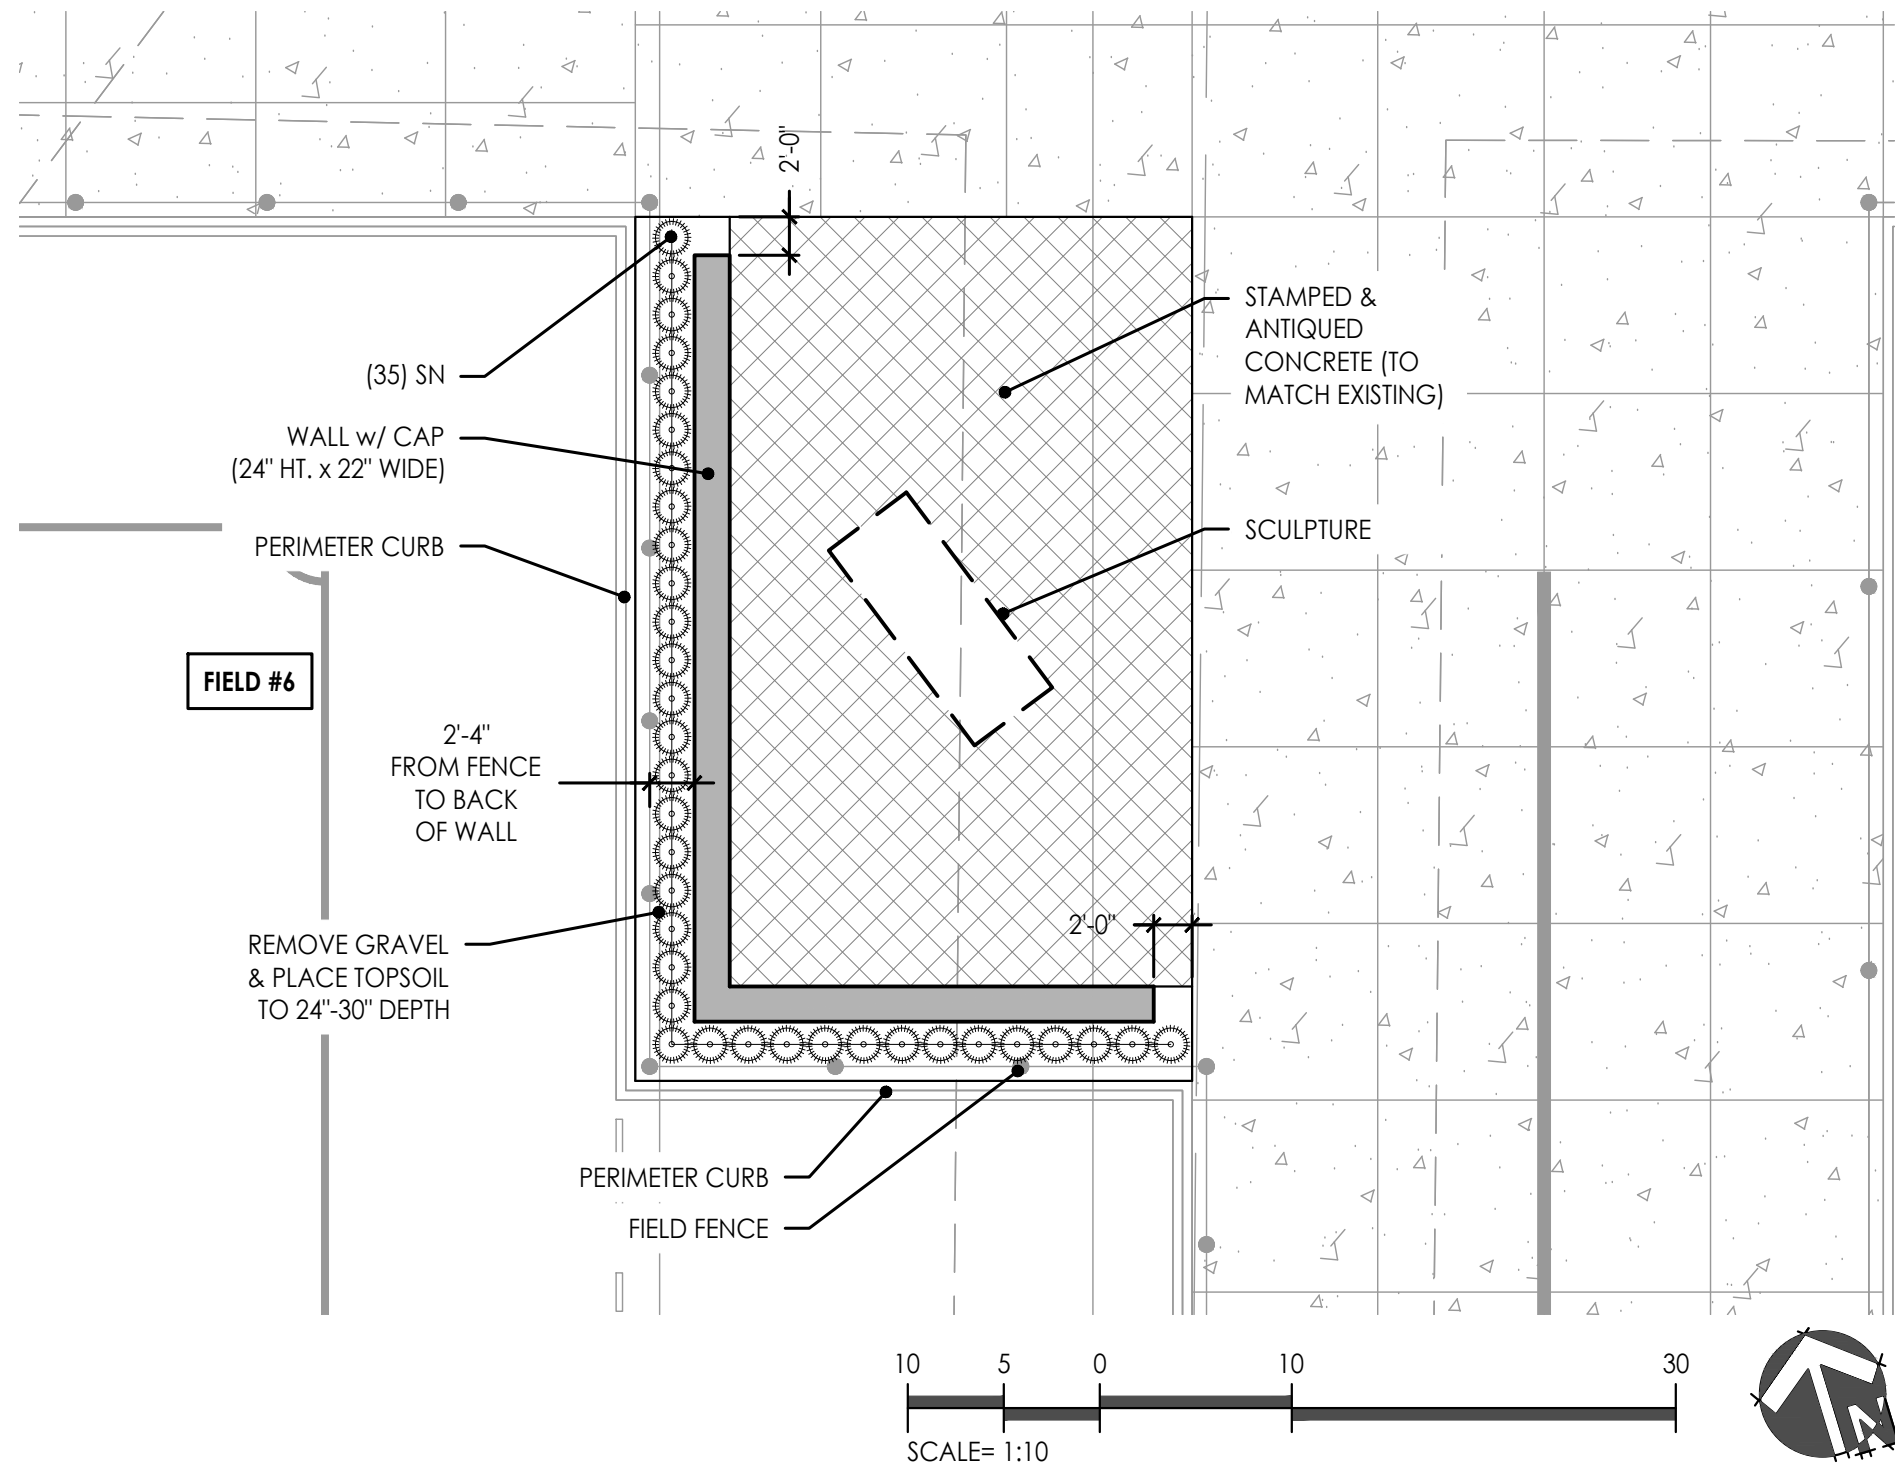 2'-0"
(35) SN
WALL w/ CAP
(24" HT. x 22" WIDE)
PERIMETER CURB
FIELD #6
2'-4"
FROM FENCE
TO BACK
OF WALL
REMOVE GRAVEL
& PLACE TOPSOIL
TO 24"-30" DEPTH
STAMPED &
ANTIQUED
CONCRETE (TO
MATCH EXISTING)
SCULPTURE
2'-0"
PERIMETER CURB
FIELD FENCE
10 5 0 10 30
SCALE= 1:10
N